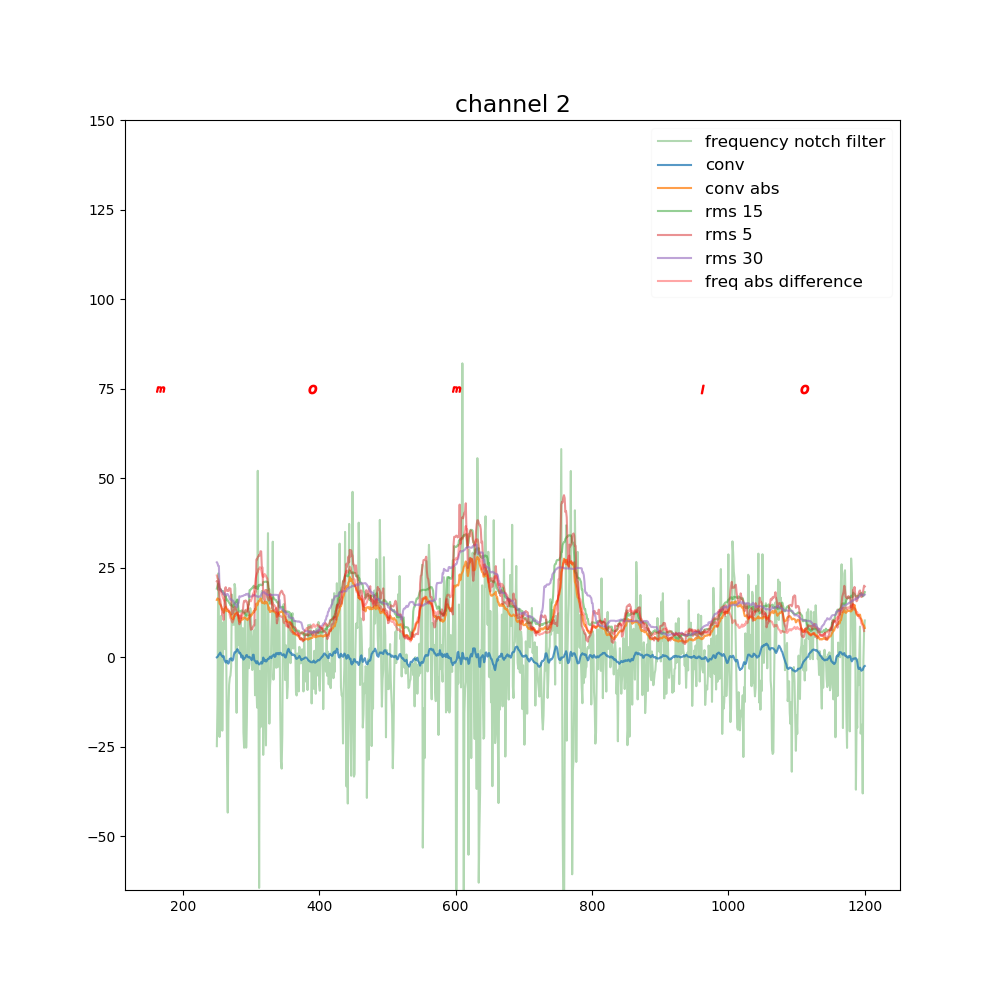 channel 2
150
125
100
75
50
25
0
−25
−50
200 400 600 800 1000 1200
frequency notch filter
conv
conv abs
rms 15
rms 5
rms 30
freq abs difference
m o m l o